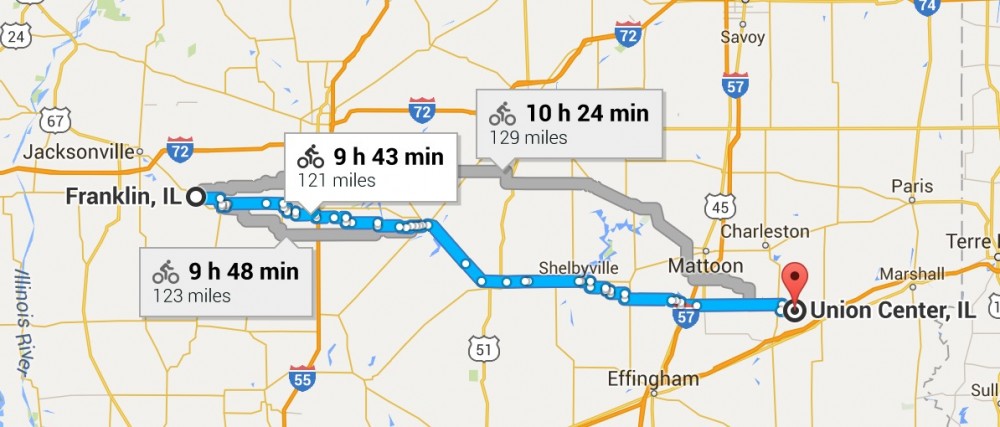 24
72
74
Savoy
57
10 h 24 min
129 miles
72
67
Jacksonville
72
9 h 43 min
121 miles
Franklin, IL
Paris
45
Charleston
9 h 48 min
123 miles
Shelbyville
Mattoon
Terre
Marshall
Union Center, IL
57
Illinois River
51
55
Effingham
Sull